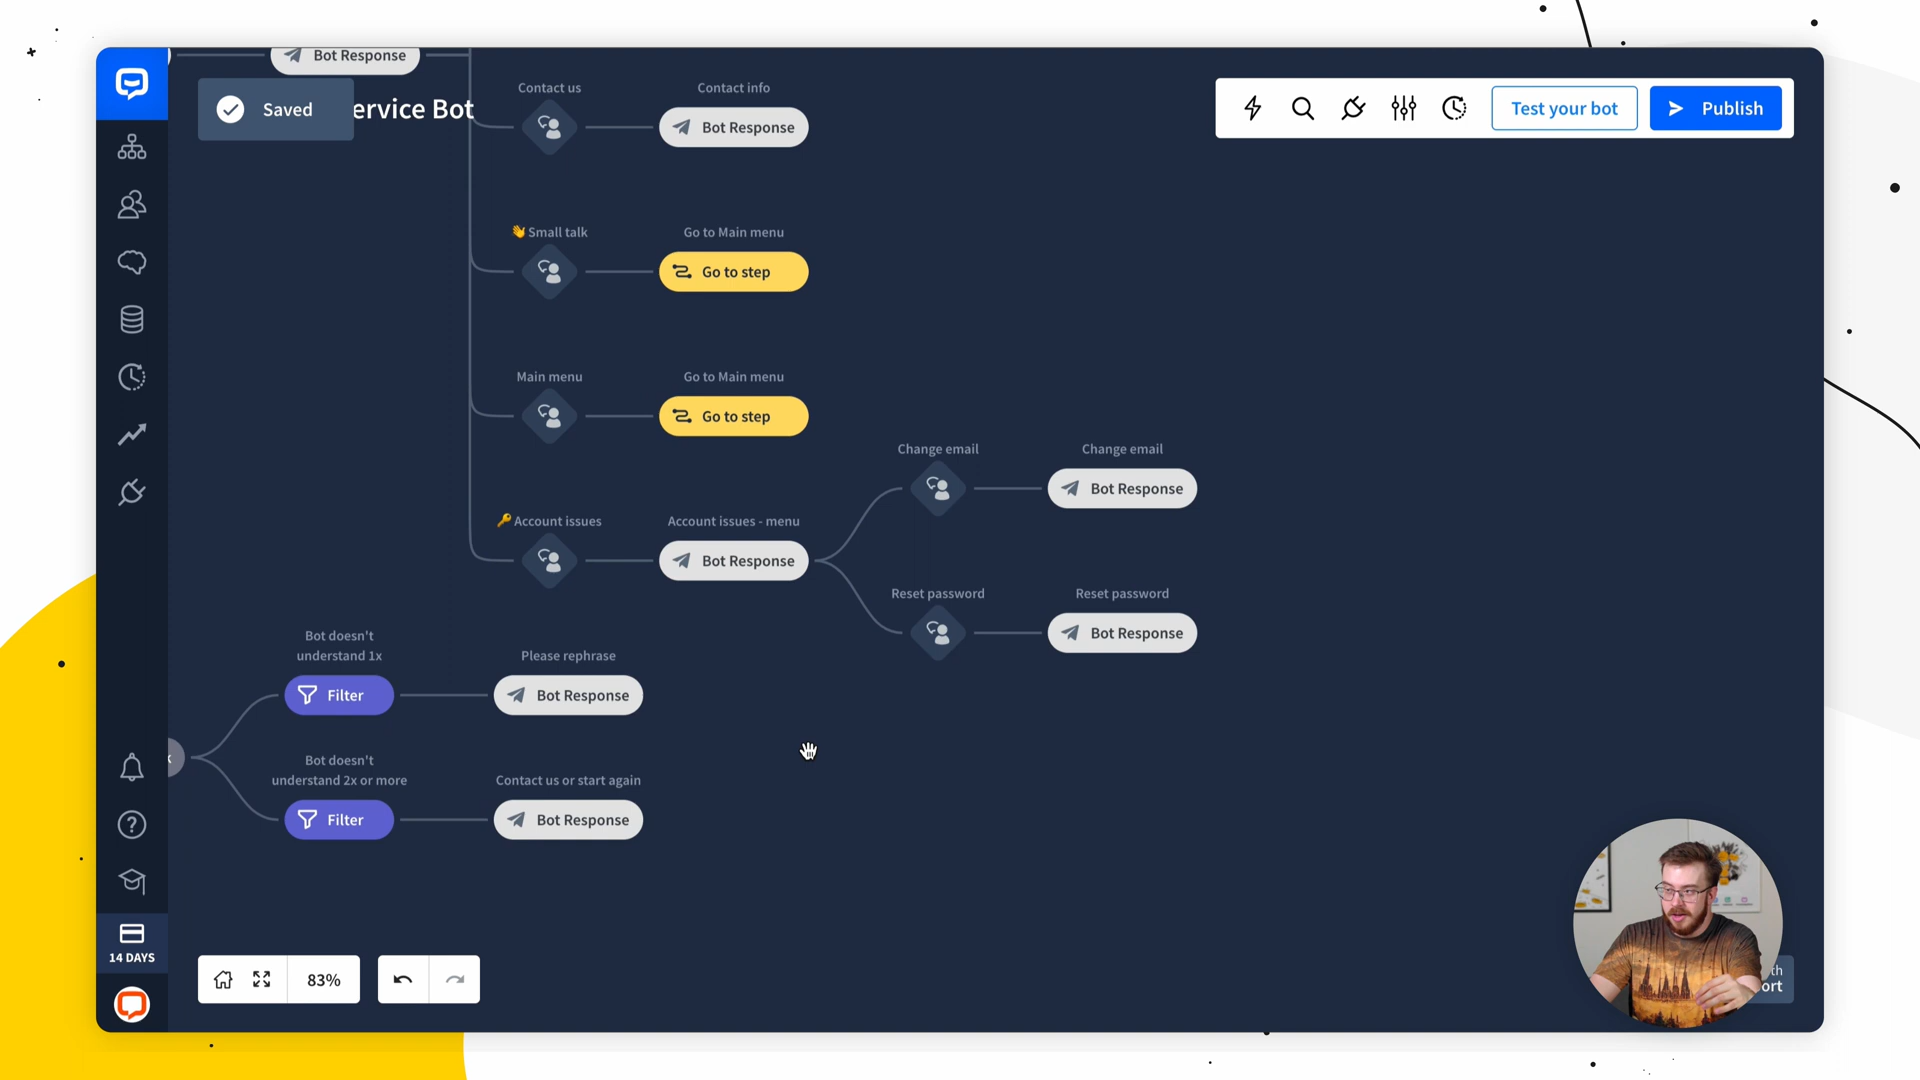 Bot Response
Saved
ervice Bot
Test your bot
Publish
Contact us
Contact info
Bot Response
👋 Small talk
Go to Main menu
Go to step
Main menu
Go to Main menu
Go to step
Change email
Change email
Bot Response
🔑 Account issues
Account issues - menu
Bot Response
Reset password
Reset password
Bot Response
Bot doesn't
understand 1x
Please rephrase
Filter
Bot Response
Bot doesn't
understand 2x or more
Contact us or start again
Filter
Bot Response
14 DAYS
83%
th
ort